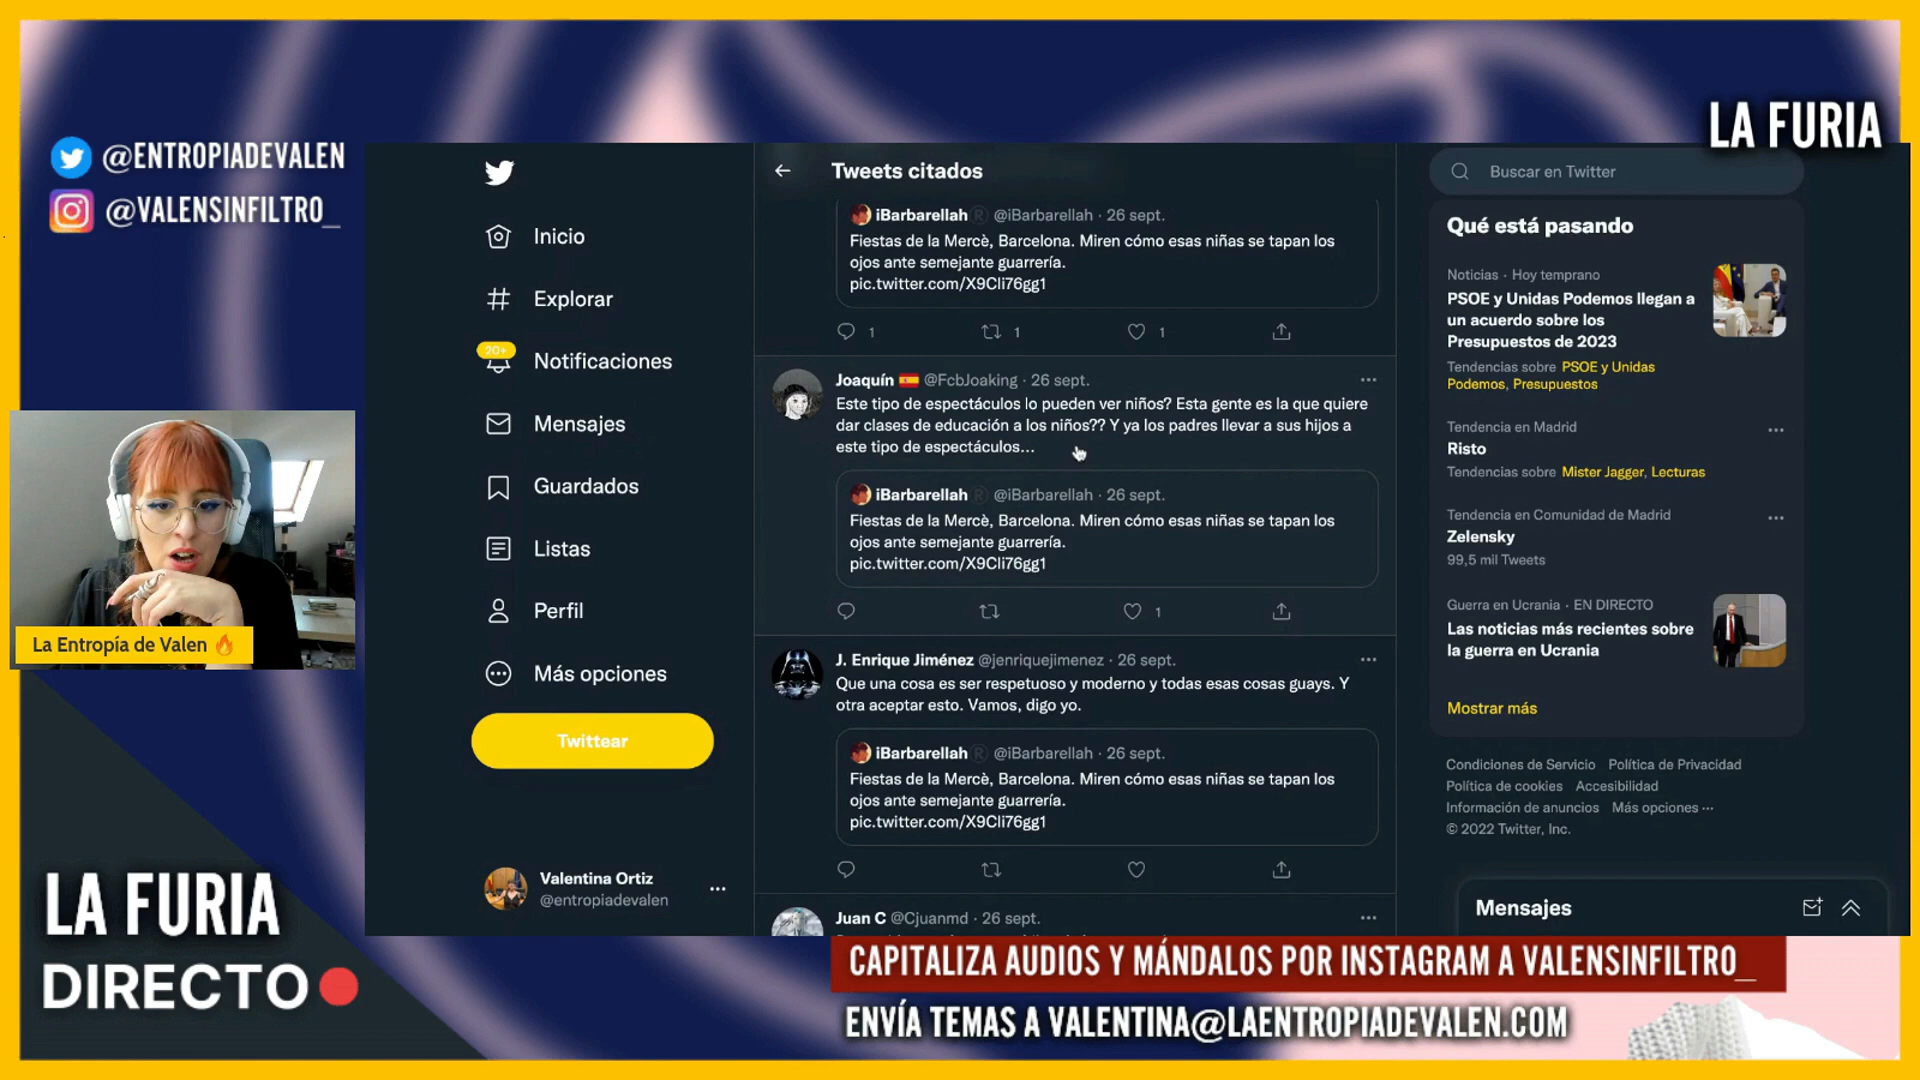 LA FURIA
@ENTROPIADEVALEN
@VALENSINFILTRO_
La Entropía de Valen 🔥
LA FURIA
DIRECTO
Inicio
Explorar
20+
Notificaciones
Mensajes
Guardados
Listas
Perfil
Más opciones
Twittear
Valentina Ortiz
@entropiadevalen
Tweets citados
iBarbarellah ® @iBarbarellah · 26 sept.
Fiestas de la Mercè, Barcelona. Miren cómo esas niñas se tapan los
ojos ante semejante guarrería.
pic.twitter.com/X9Cli76gg1
1 1 1
Joaquín 🇪🇸 @FcbJoaking · 26 sept.
Este tipo de espectáculos lo pueden ver niños? Esta gente es la que quiere
dar clases de educación a los niños?? Y ya los padres llevar a sus hijos a
este tipo de espectáculos...
iBarbarellah ® @iBarbarellah · 26 sept.
Fiestas de la Mercè, Barcelona. Miren cómo esas niñas se tapan los
ojos ante semejante guarrería.
pic.twitter.com/X9Cli76gg1
1
J. Enrique Jiménez @jenriquejimenez · 26 sept.
Que una cosa es ser respetuoso y moderno y todas esas cosas guays. Y
otra aceptar esto. Vamos, digo yo.
iBarbarellah ® @iBarbarellah · 26 sept.
Fiestas de la Mercè, Barcelona. Miren cómo esas niñas se tapan los
ojos ante semejante guarrería.
pic.twitter.com/X9Cli76gg1
Juan C @Cjuanmd · 26 sept.
Buscar en Twitter
Qué está pasando
Noticias · Hoy temprano
PSOE y Unidas Podemos llegan a
un acuerdo sobre los
Presupuestos de 2023
Tendencias sobre PSOE y Unidas
Podemos, Presupuestos
Tendencia en Madrid
Risto
Tendencias sobre Mister Jagger, Lecturas
Tendencia en Comunidad de Madrid
Zelensky
99,5 mil Tweets
Guerra en Ucrania · EN DIRECTO
Las noticias más recientes sobre
la guerra en Ucrania
Mostrar más
Condiciones de Servicio Política de Privacidad
Política de cookies Accesibilidad
Información de anuncios Más opciones ···
© 2022 Twitter, Inc.
Mensajes
CAPITALIZA AUDIOS Y MÁNDALOS POR INSTAGRAM A VALENSINFILTRO_
ENVÍA TEMAS A VALENTINA@LAENTROPIADEVALEN.COM